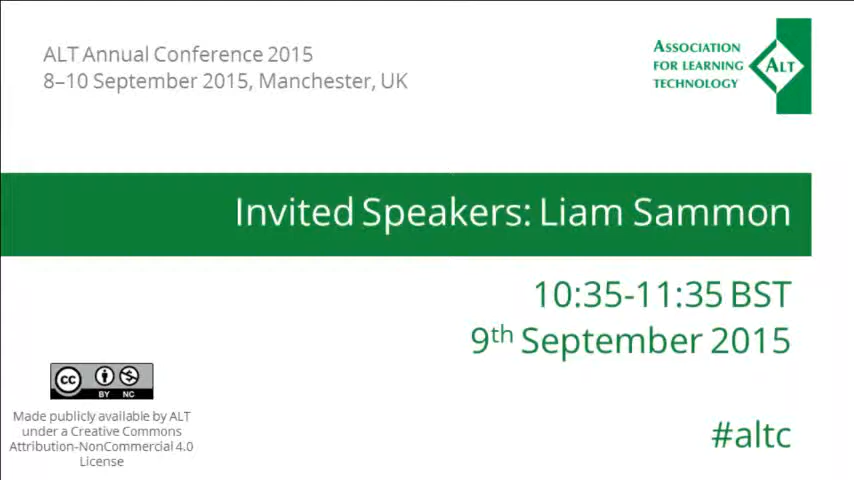 ALT Annual Conference 2015
8–10 September 2015, Manchester, UK
ASSOCIATION
FOR LEARNING
TECHNOLOGY
ALT
Invited Speakers: Liam Sammon
10:35-11:35 BST
9th September 2015
cc
BY NC
Made publicly available by ALT
under a Creative Commons
Attribution-NonCommercial 4.0
License
#altc